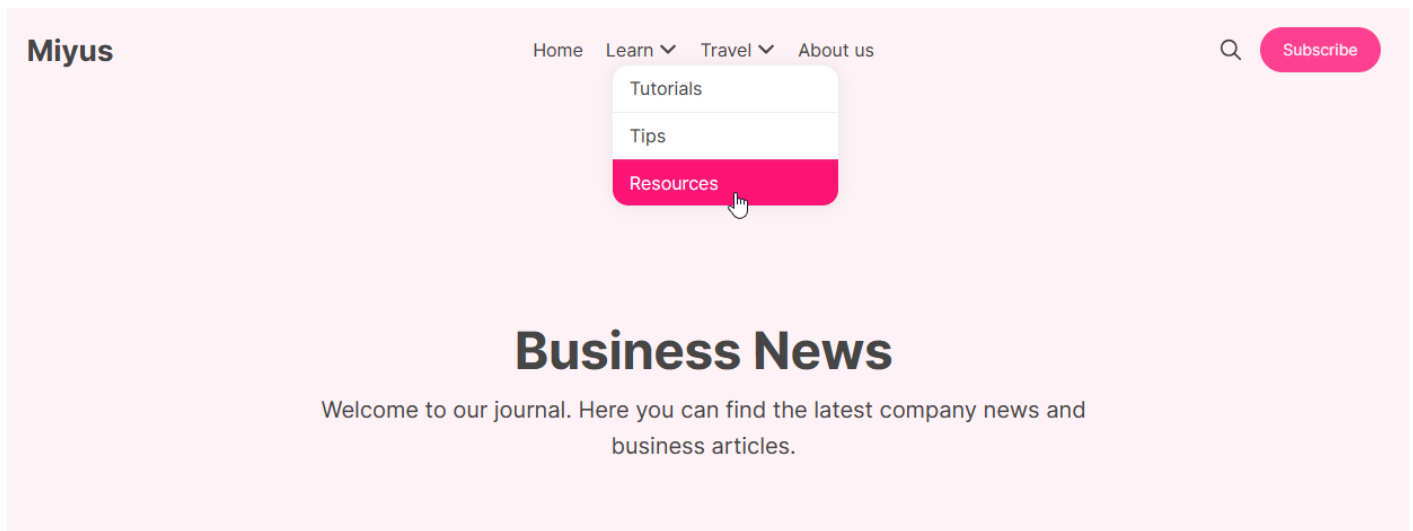 Miyus
Home Learn Travel About us
Subscribe
Tutorials
Tips
Resources
Business News
Welcome to our journal. Here you can find the latest company news and
business articles.